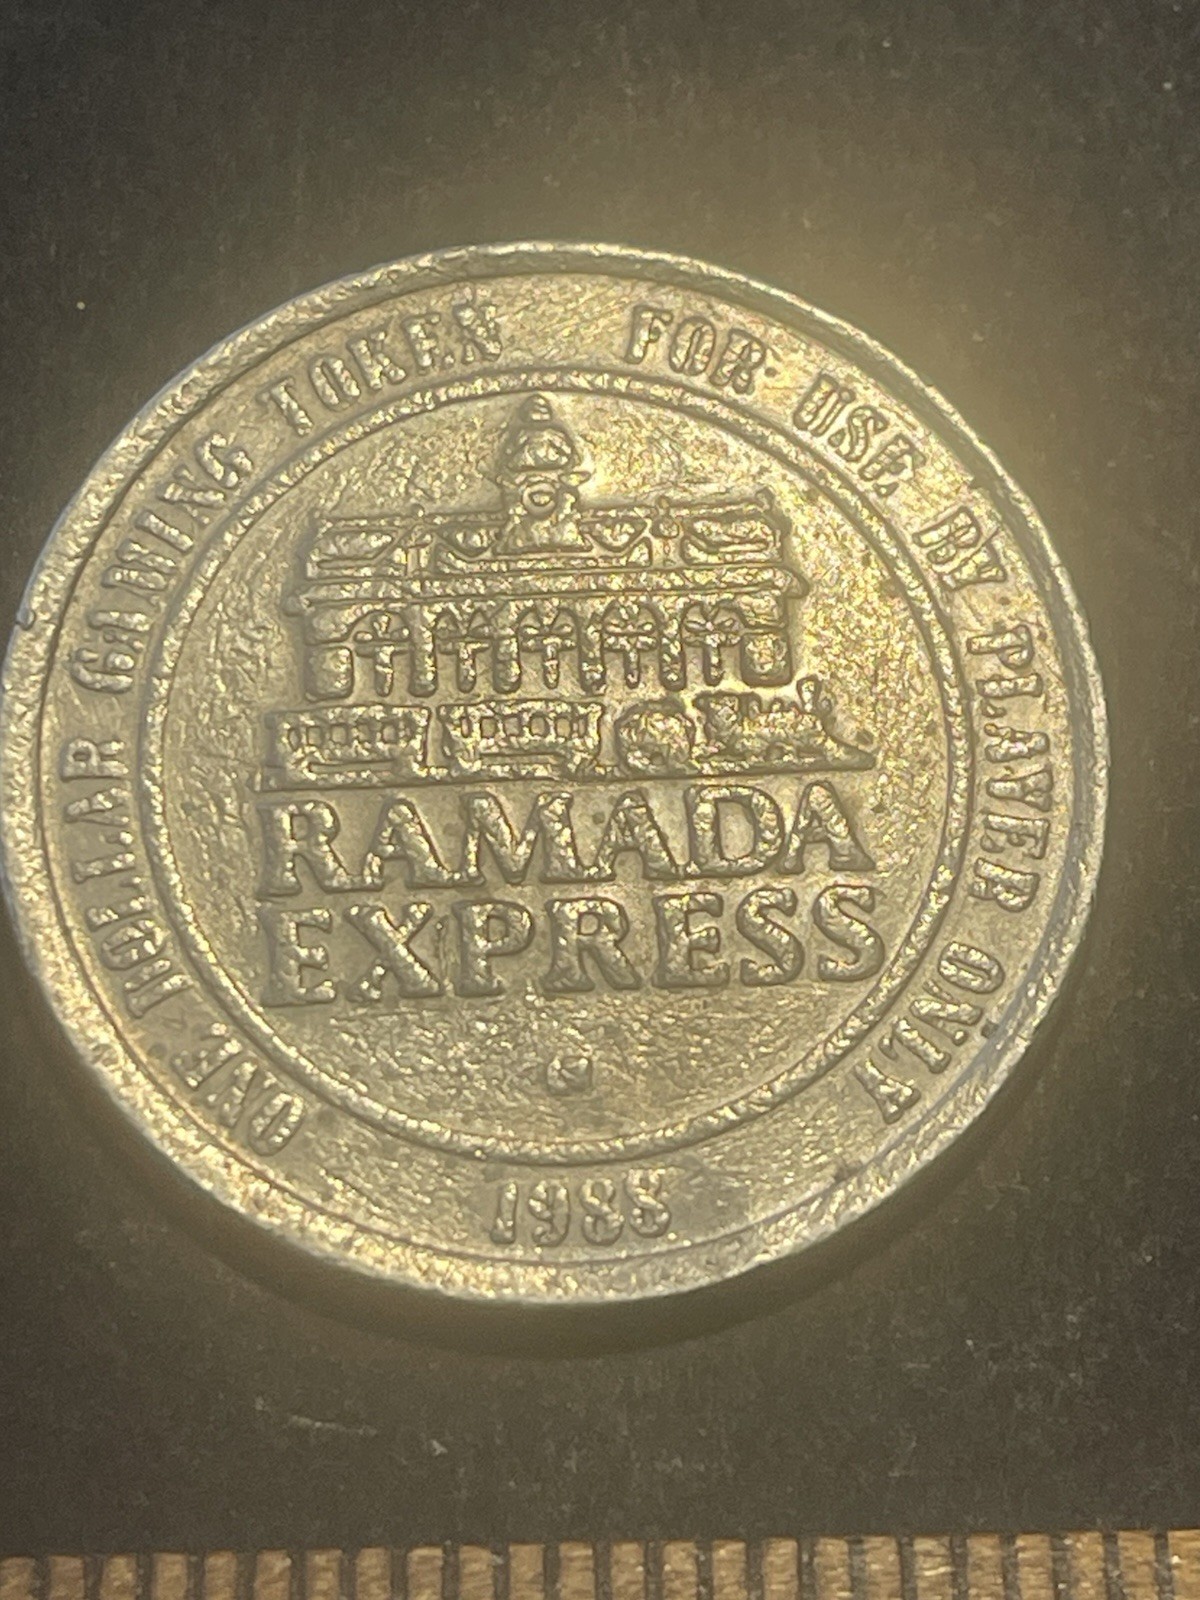 ONE DOLLAR GAMING TOKEN FOR USE BY PLAYER ONLY
RAMADA
EXPRESS
1988